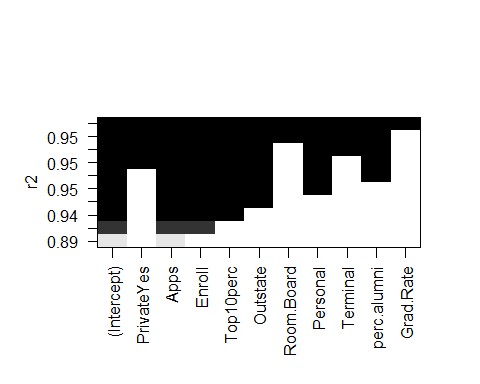 r2
0.95
0.95
0.95
0.94
0.89
(Intercept)
PrivateYes
Apps
Enroll
Top10perc
Outstate
Room.Board
Personal
Terminal
perc.alumni
Grad.Rate